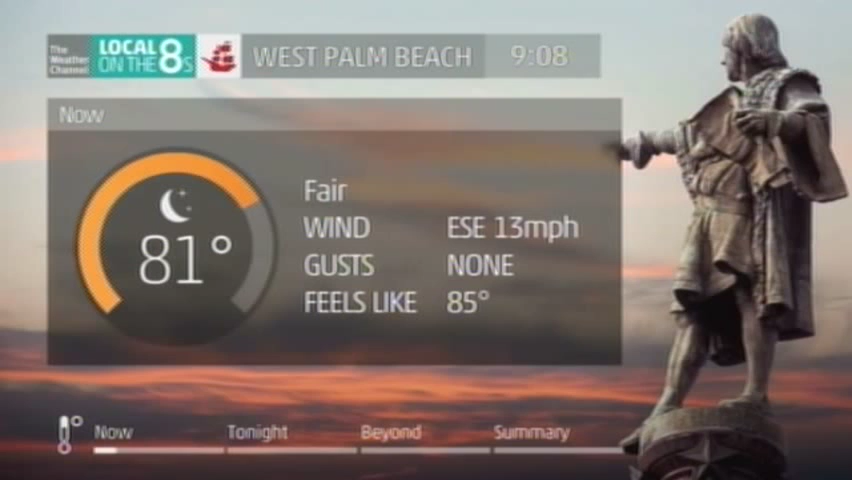 The
Weather
Channel
LOCAL
ON THE 8s
WEST PALM BEACH
9:08
Now
81°
Fair
WIND ESE 13mph
GUSTS NONE
FEELS LIKE 85°
Now Tonight Beyond Summary